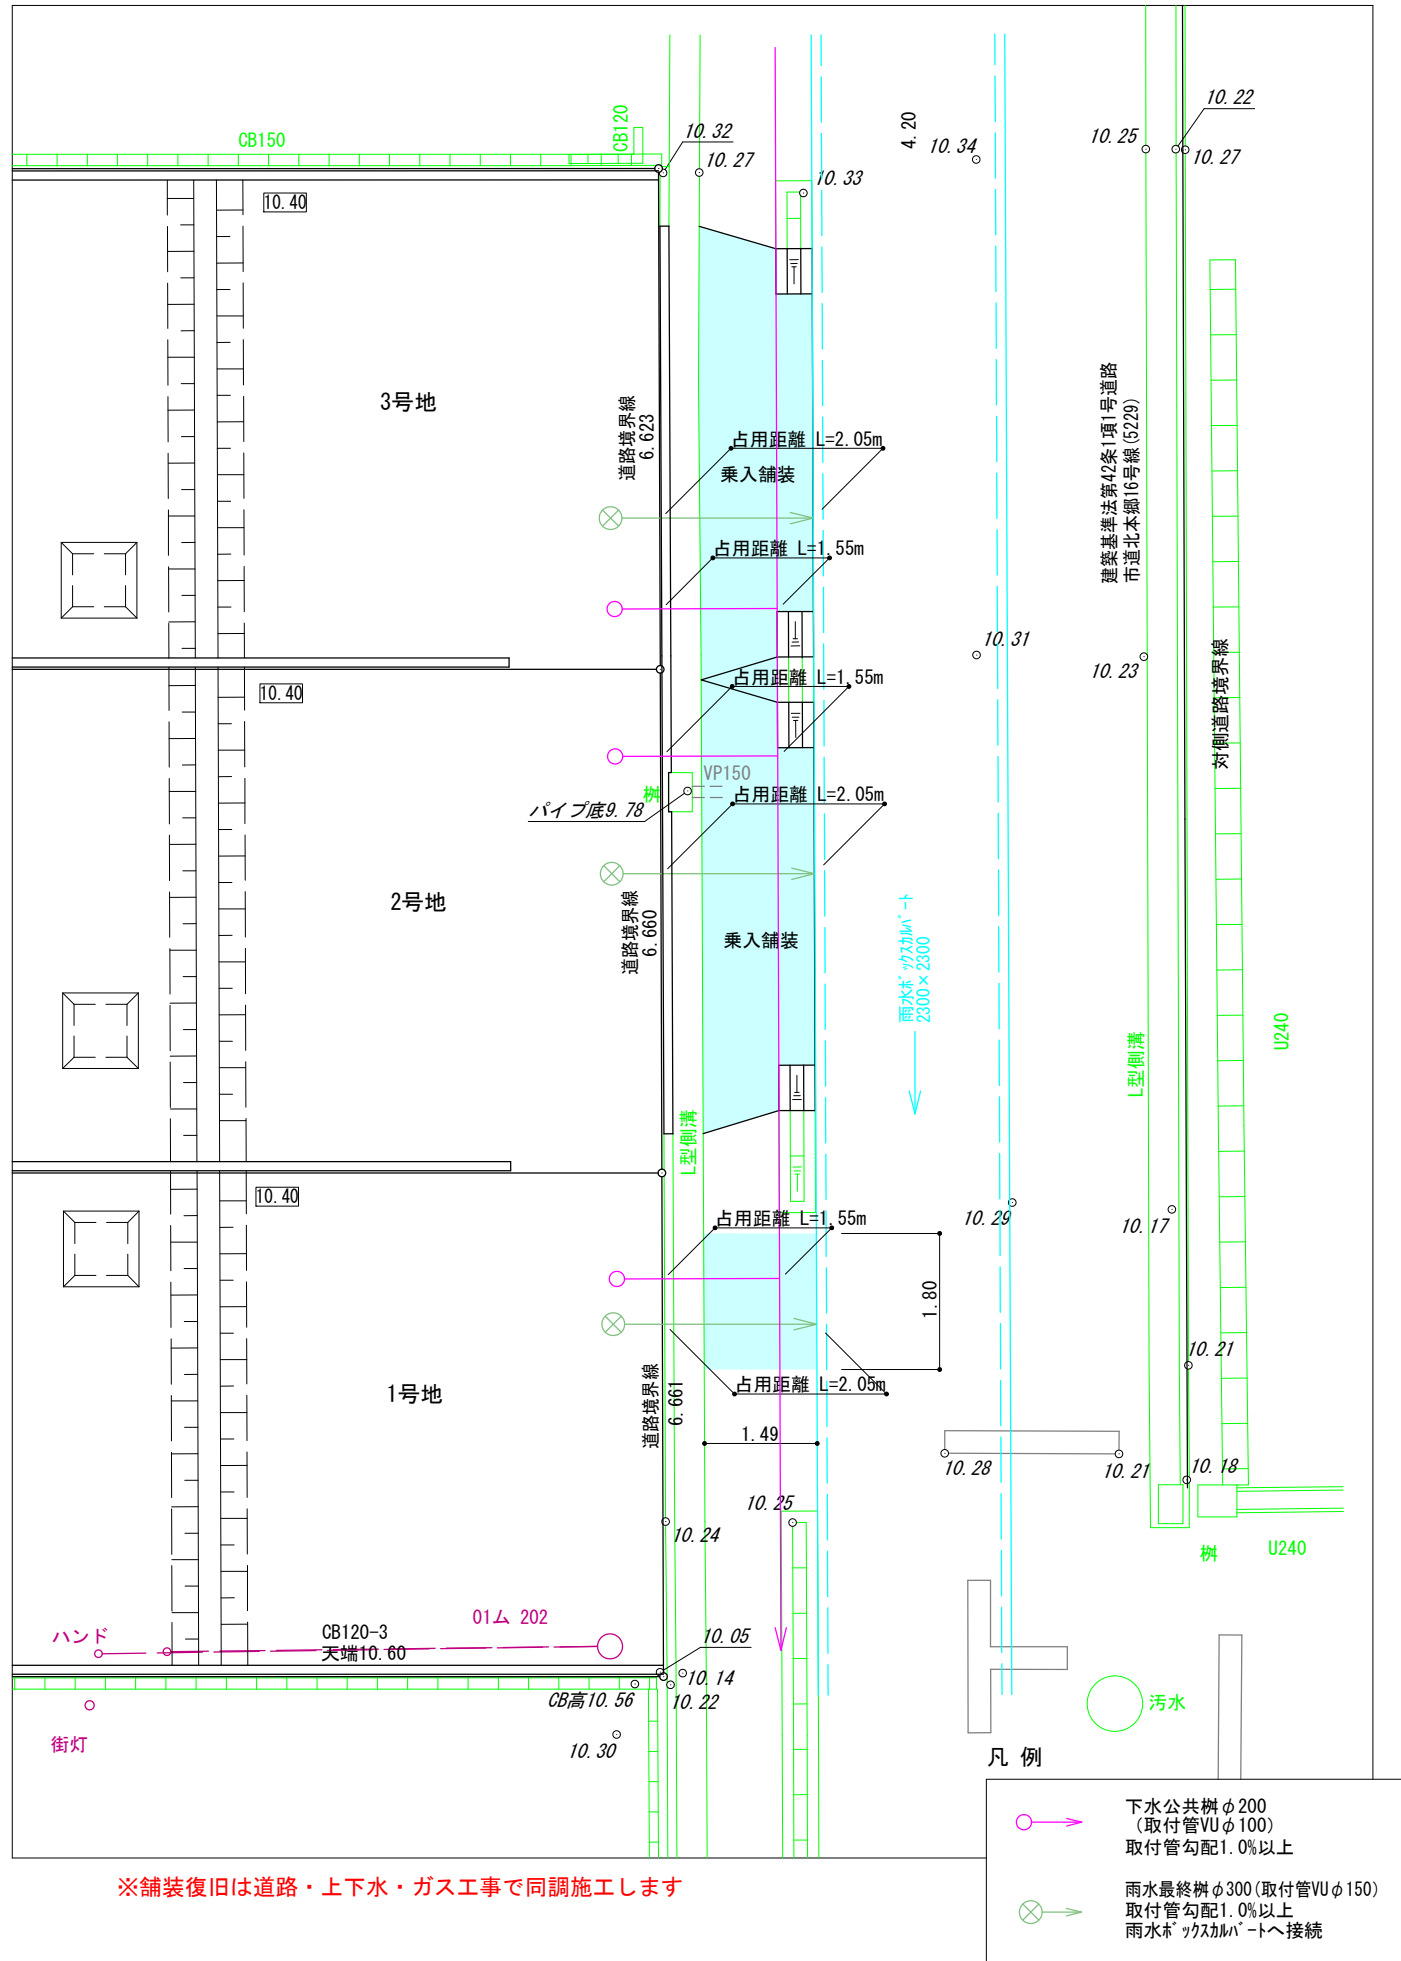 CB150
CB120
10.32
10.27
10.33
4.20
10.34
10.25
10.22
10.27
10.40
3号地
道路境界線
6.623
占用距離 L=2.05m
乗入舗装
占用距離 L=1.55m
建築基準法第42条1項1号道路
市道北本郷16号線(5229)
10.31
10.23
対側道路境界線
10.40
占用距離 L=1.55m
VP150
桝
パイプ底9.78
占用距離 L=2.05m
2号地
道路境界線
6.660
乗入舗装
雨水ボックスカルバート
2300×2300
U240
L型側溝
L型側溝
10.40
占用距離 L=1.55m
10.29
10.17
1.80
10.21
1号地
道路境界線
6.661
占用距離 L=2.05m
1.49
10.28
10.21
10.18
10.25
10.24
桝
U240
ハンド
CB120-3
天端10.60
01ム 202
10.05
10.14
CB高10.56
10.22
10.30
街灯
汚水
凡 例
下水公共桝φ200
(取付管VUφ100)
取付管勾配1.0%以上
雨水最終桝φ300(取付管VUφ150)
取付管勾配1.0%以上
雨水ボックスカルバートへ接続
※舗装復旧は道路・上下水・ガス工事で同調施工します